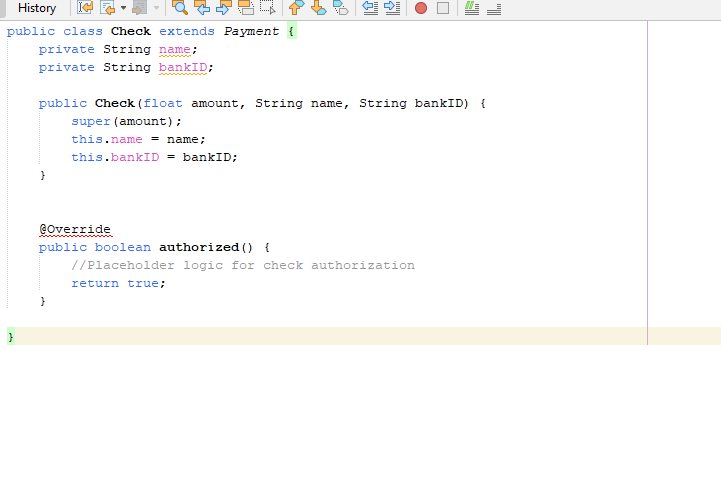 History
public class Check extends Payment {
    private String name;
    private String bankID;
    public Check(float amount, String name, String bankID) {
        super(amount);
        this.name = name;
        this.bankID = bankID;
    }
    @Override
    public boolean authorized() {
        //Placeholder logic for check authorization
        return true;
    }
}